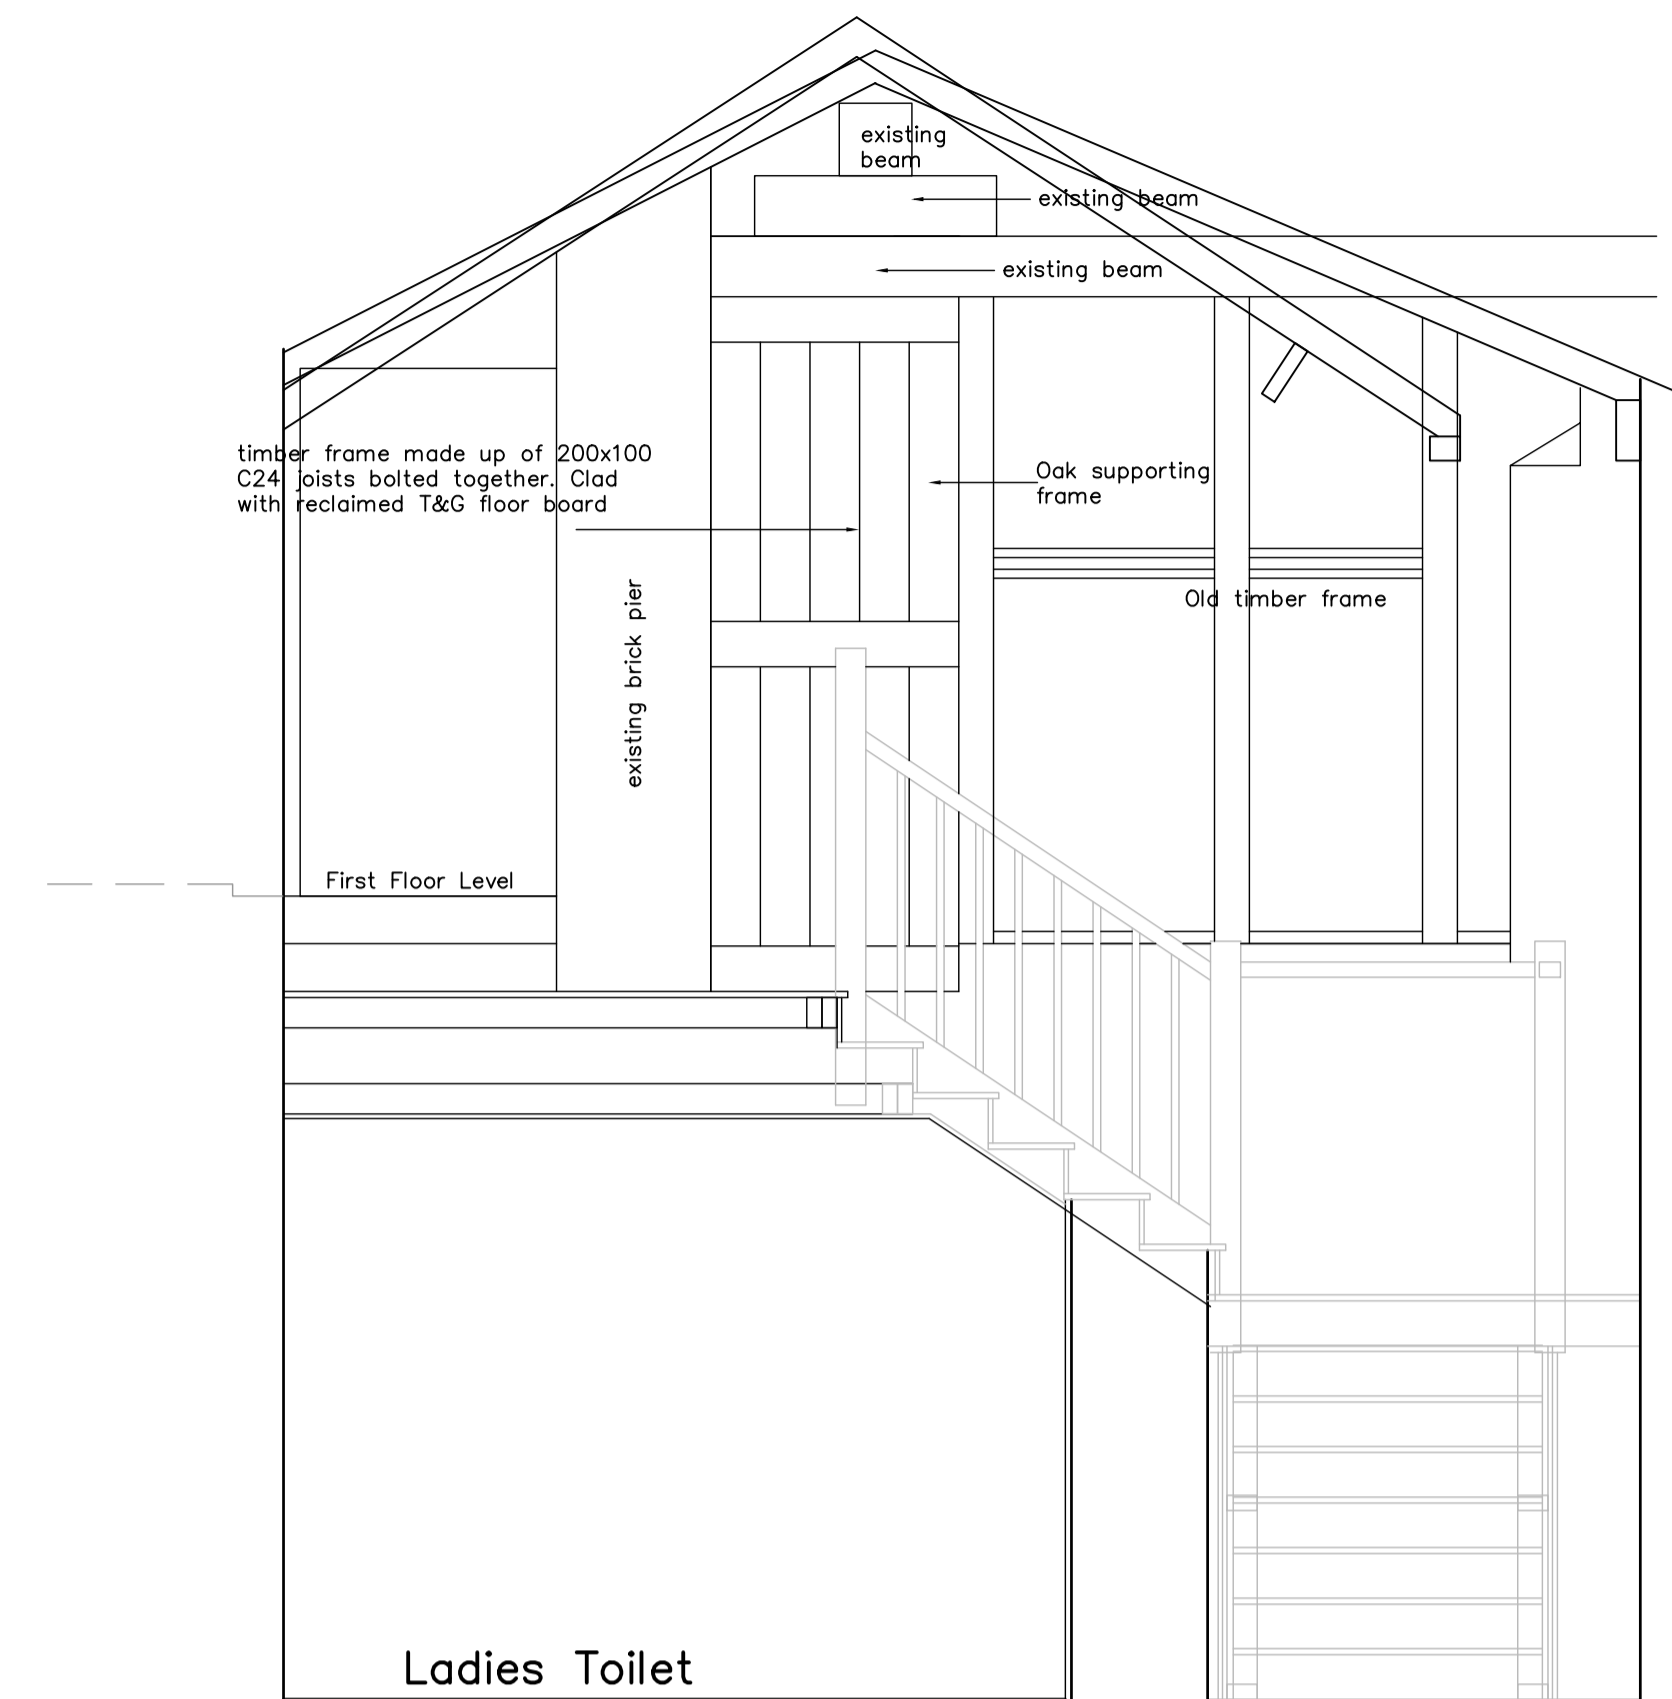 existing
beam
existing beam
existing beam
timber frame made up of 200x100
C24 joists bolted together. Clad
with reclaimed T&G floor board
Oak supporting
frame
Old timber frame
existing brick pier
First Floor Level
Ladies Toilet